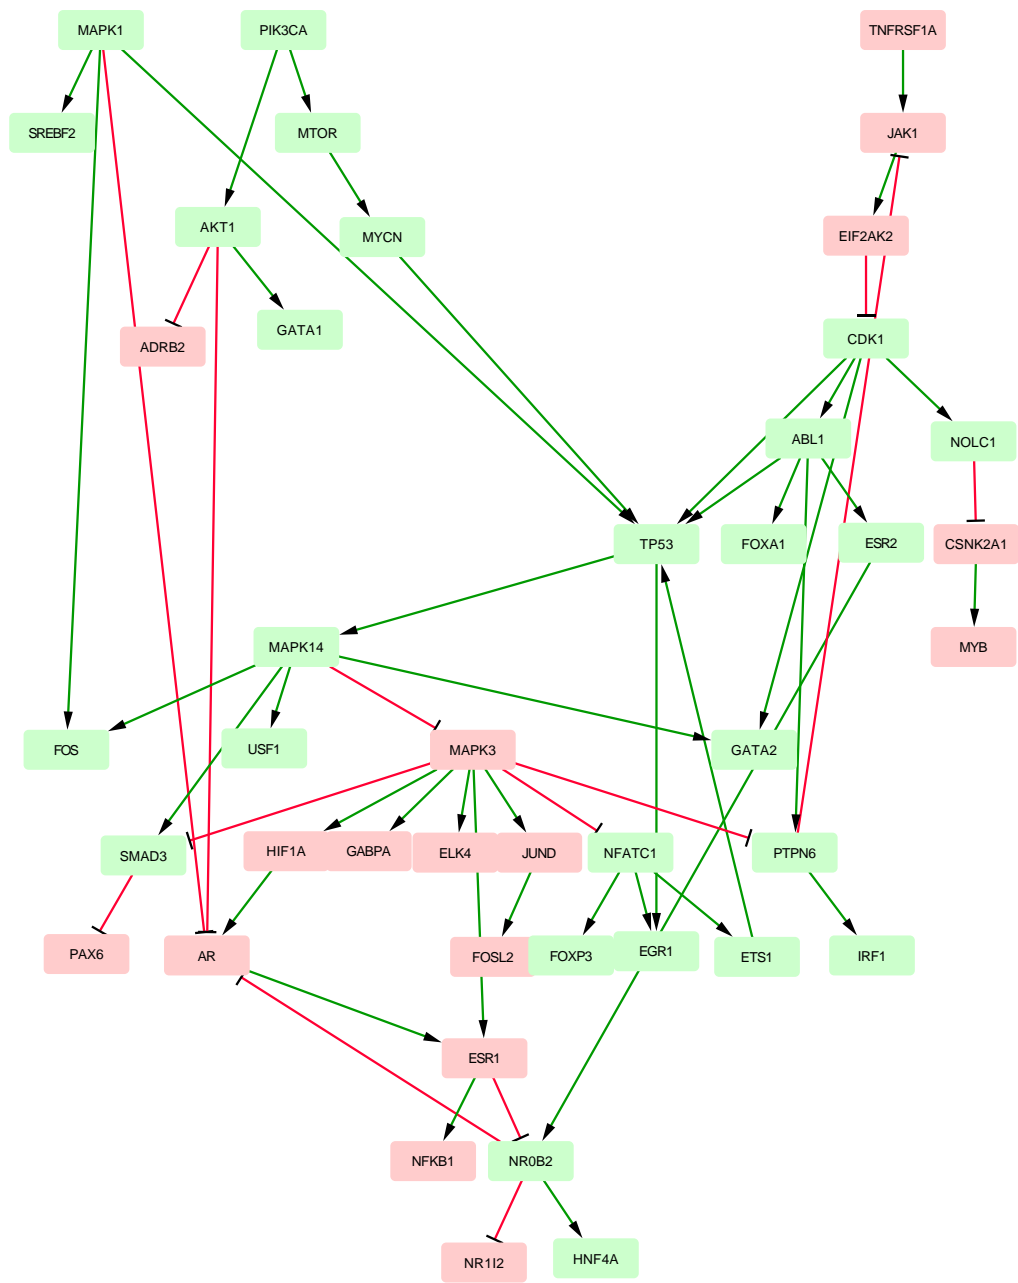 MAPK1
PIK3CA
TNFRSF1A
SREBF2
MTOR
JAK1
AKT1
MYCN
EIF2AK2
ADRB2
GATA1
CDK1
ABL1
NOLC1
TP53
FOXA1
ESR2
CSNK2A1
MAPK14
MYB
FOS
USF1
MAPK3
GATA2
SMAD3
HIF1A
GABPA
ELK4
JUND
NFATC1
PTPN6
PAX6
AR
FOSL2
FOXP3
EGR1
ETS1
IRF1
ESR1
NFKB1
NR0B2
NR1I2
HNF4A